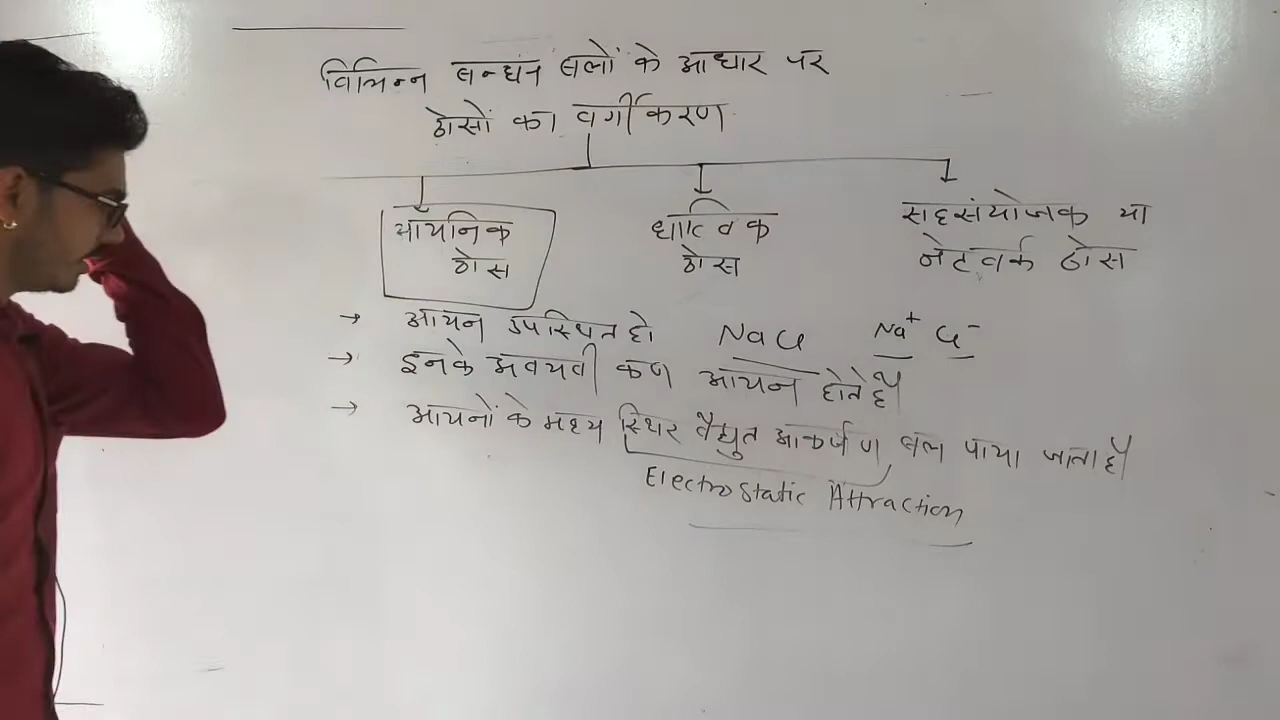 विभिन्न बन्धन बलों के आधार पर
ठोसों का वर्गीकरण
आयनिक ठोस
धात्विक ठोस
सहसंयोजक या नेटवर्क ठोस
→ आयन उपस्थित हो NaCl Na⁺ Cl⁻
→ इनके अवयवी कण आयन होते हैं
→ आयनों के मध्य स्थिर वैद्युत आकर्षण बल पाया जाता है
Electrostatic Attraction